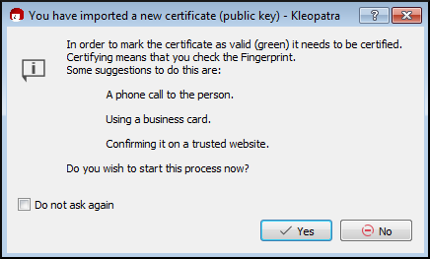 You have imported a new certificate (public key) - Kleopatra
In order to mark the certificate as valid (green) it needs to be certified.
Certifying means that you check the Fingerprint.
Some suggestions to do this are:
A phone call to the person.
Using a business card.
Confirming it on a trusted website.
Do you wish to start this process now?
Do not ask again
Yes
No